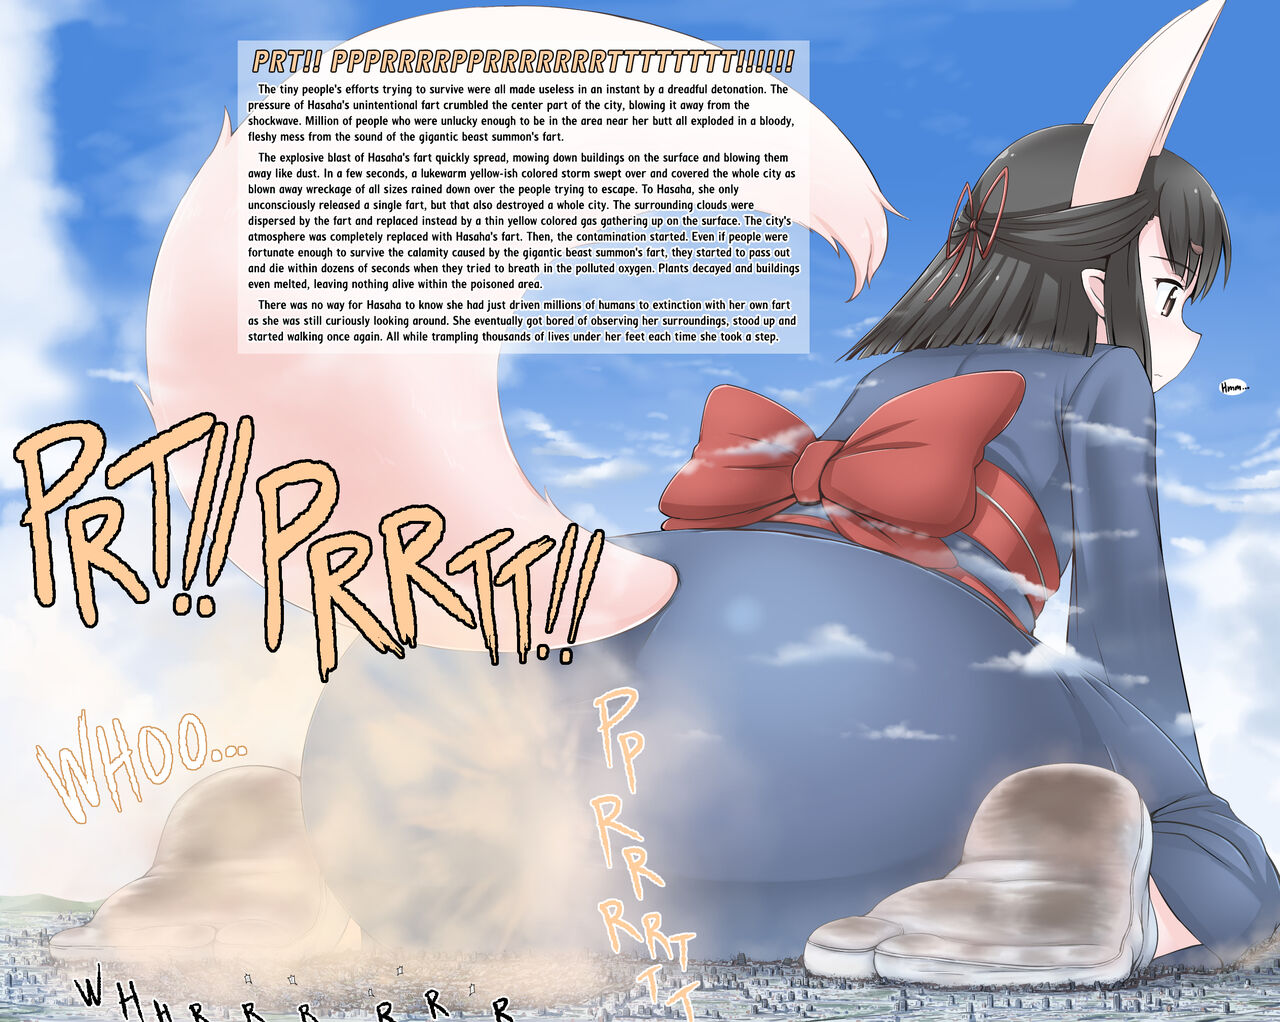 PRT!! PPPRRRRPPRRRRRRRTTTTTTTT!!!!!!
The tiny people's efforts trying to survive were all made useless in an instant by a dreadful detonation. The
pressure of Hasaha's unintentional fart crumbled the center part of the city, blowing it away from the
shockwave. Million of people who were unlucky enough to be in the area near her butt all exploded in a bloody,
fleshy mess from the sound of the gigantic beast summon's fart.
The explosive blast of Hasaha's fart quickly spread, mowing down buildings on the surface and blowing them
away like dust. In a few seconds, a lukewarm yellow-ish colored storm swept over and covered the whole city as
blown away wreckage of all sizes rained down over the people trying to escape. To Hasaha, she only
unconsciously released a single fart, but that also destroyed a whole city. The surrounding clouds were
dispersed by the fart and replaced instead by a thin yellow colored gas gathering up on the surface. The city's
atmosphere was completely replaced with Hasaha's fart. Then, the contamination started. Even if people were
fortunate enough to survive the calamity caused by the gigantic beast summon's fart, they started to pass out
and die within dozens of seconds when they tried to breath in the polluted oxygen. Plants decayed and buildings
even melted, leaving nothing alive within the poisoned area.
There was no way for Hasaha to know she had just driven millions of humans to extinction with her own fart
as she was still curiously looking around. She eventually got bored of observing her surroundings, stood up and
started walking once again. All while trampling thousands of lives under her feet each time she took a step.
Hmm...
PRT!! PRRTT!!
WHOO...
PPRRRRTTT
WHHRRRRRR